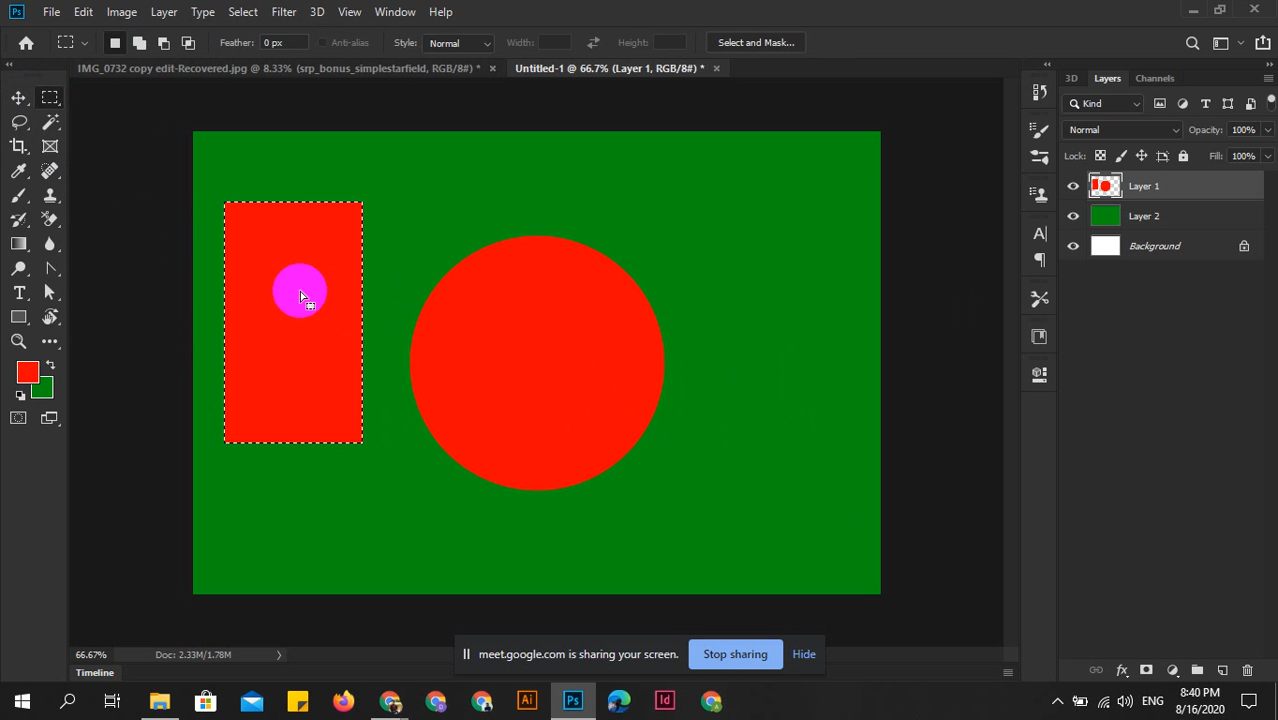 Ps File Edit Image Layer Type Select Filter 3D View Window Help
Feather: 0 px Anti-alias Style: Normal Width: Height: Select and Mask...
IMG_0732 copy edit-Recovered.jpg @ 8.33% (srp_bonus_simplestarfield, RGB/8#) * × Untitled-1 @ 66.7% (Layer 1, RGB/8#) * ×
3D Layers Channels
Kind
Normal Opacity: 100%
Lock: Fill: 100%
Layer 1
Layer 2
Background
66.67% Doc: 2.33M/1.78M
meet.google.com is sharing your screen. Stop sharing Hide
Timeline
Ai Ps Id ENG 8:40 PM
8/16/2020